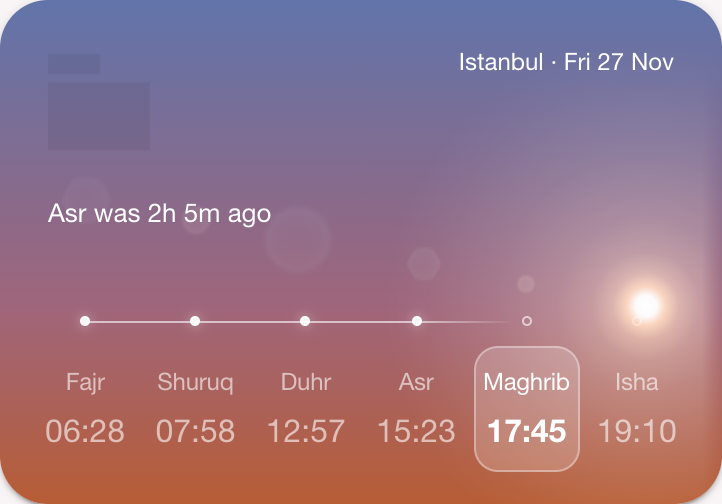 Istanbul · Fri 27 Nov
Asr was 2h 5m ago
Fajr Shuruq Duhr Asr Maghrib Isha
06:28 07:58 12:57 15:23 17:45 19:10